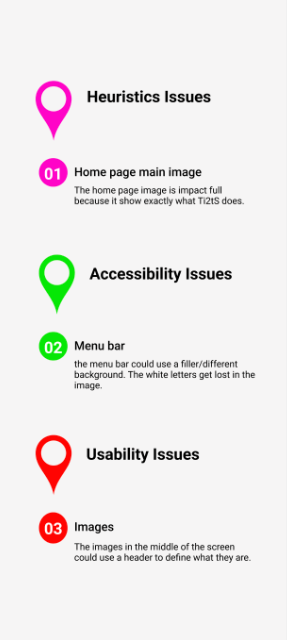 Heuristics Issues
01
Home page main image
The home page image is impact full
because it show exactly what Ti2tS does.
Accessibility Issues
02
Menu bar
the menu bar could use a filler/different
background. The white letters get lost in the
image.
Usability Issues
03
Images
The images in the middle of the screen
could use a header to define what they are.